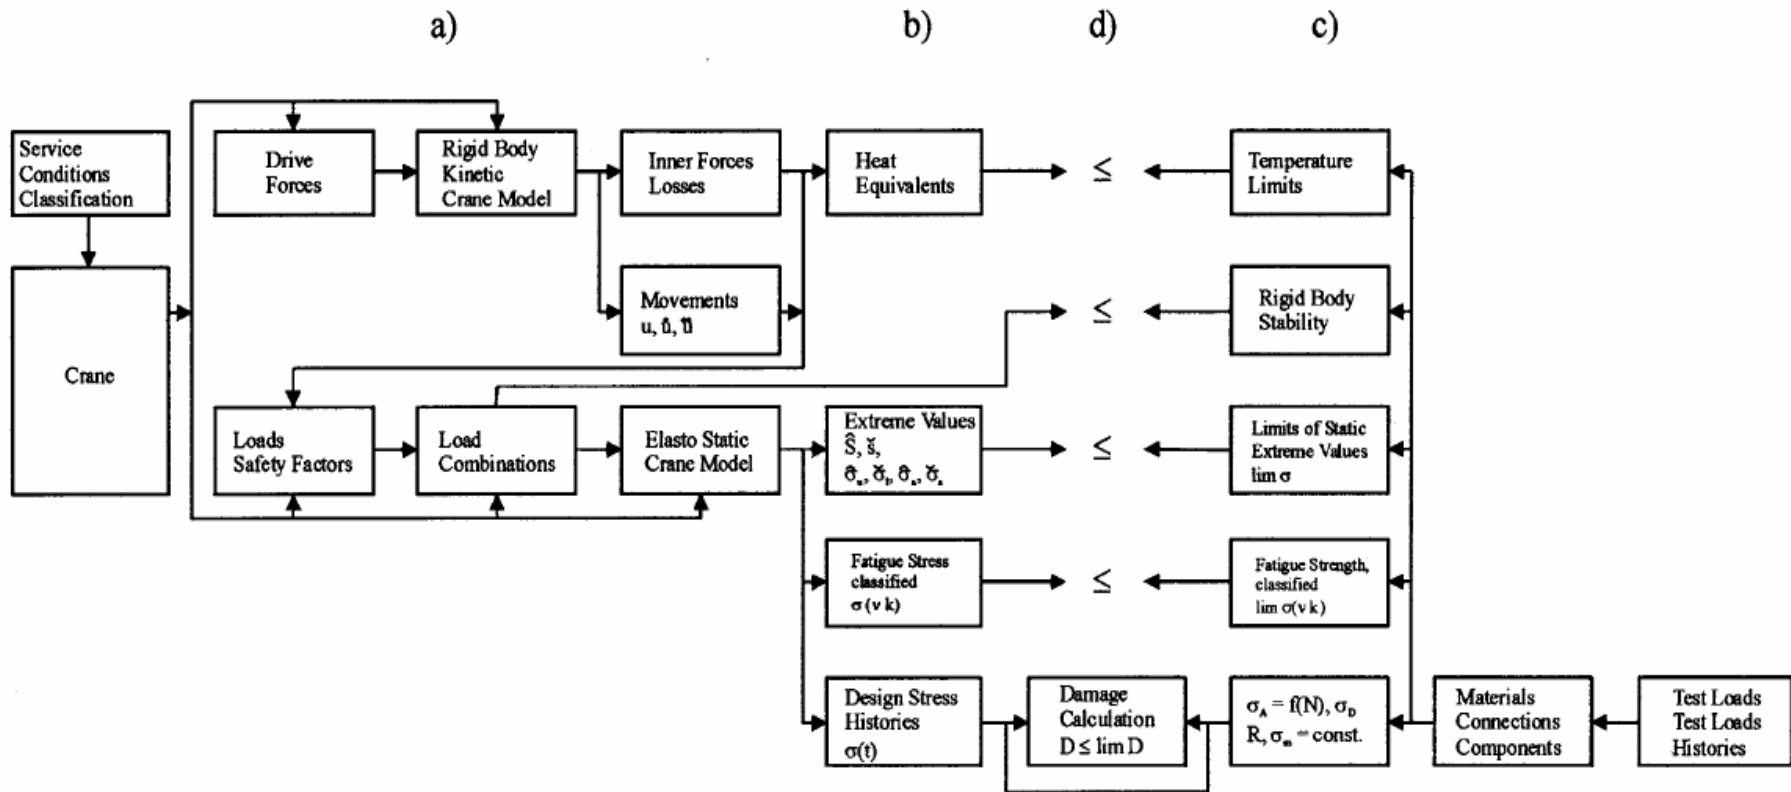 a)
b)
d)
c)
Service
Conditions
Classification
Drive
Forces
Rigid Body
Kinetic
Crane Model
Inner Forces
Losses
Heat
Equivalents
≤
Temperature
Limits
Crane
Movements
u, u̇, ü
≤
Rigid Body
Stability
Loads
Safety Factors
Load
Combinations
Elasto Static
Crane Model
Extreme Values
Ŝ, š,
≤
Limits of Static
Extreme Values
lim σ
Fatigue Stress
classified
σ (v k)
≤
Fatigue Strength,
classified
lim σ(v k)
Design Stress
Histories
σ(t)
Damage
Calculation
D ≤ lim D
σ_A = f(N), σ_D
R, σ_m = const.
Materials
Connections
Components
Test Loads
Test Loads
Histories